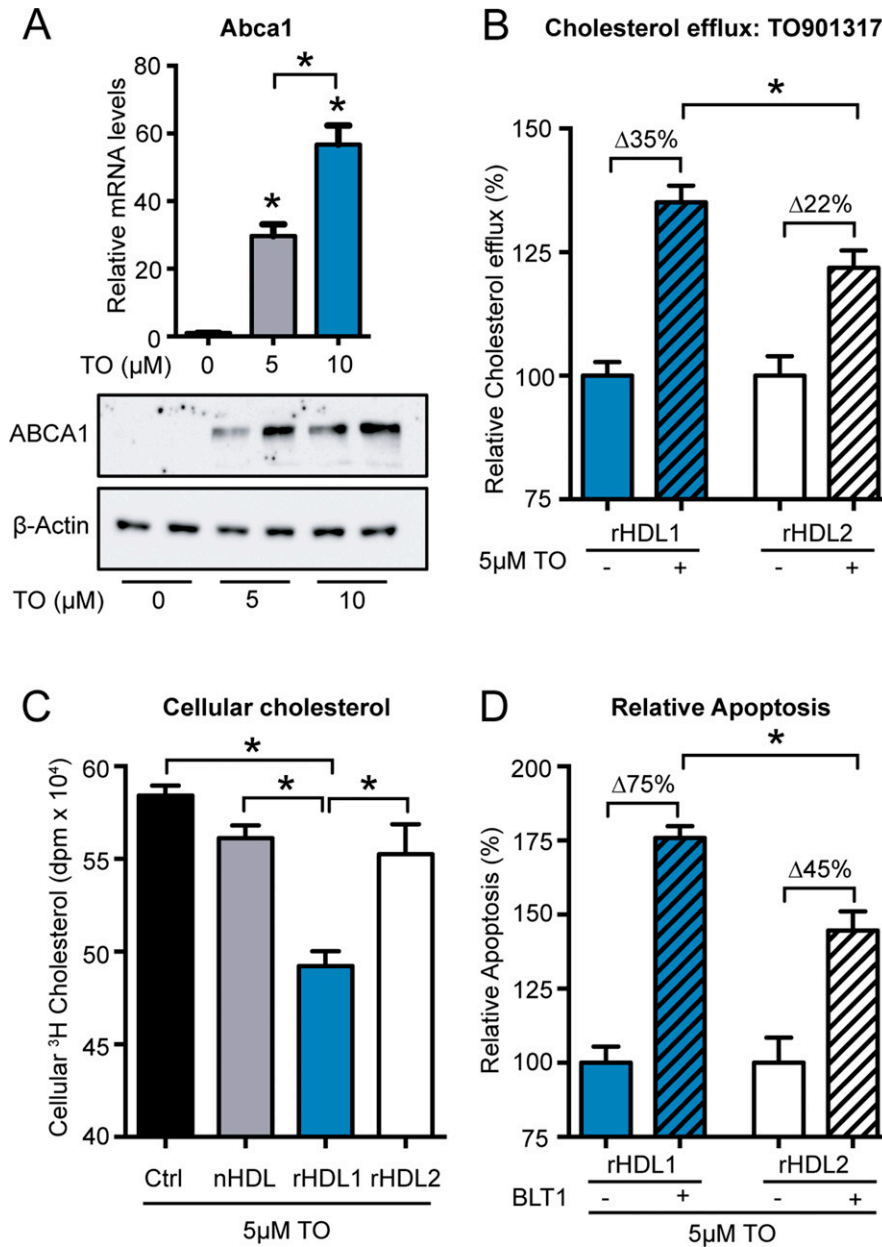 A
Abca1
Relative mRNA levels
80
60
40
20
0
*
*
*
TO (µM) 0 5 10
ABCA1
β-Actin
TO (µM) 0 5 10
B
Cholesterol efflux: TO901317
Relative Cholesterol efflux (%)
150
125
100
75
*
Δ35%
Δ22%
rHDL1 rHDL2
5µM TO - + - +
C
Cellular cholesterol
Cellular ³H Cholesterol (dpm x 10⁴)
60
55
50
45
40
*
* *
Ctrl nHDL rHDL1 rHDL2
5µM TO
D
Relative Apoptosis
Relative Apoptosis (%)
200
175
150
125
100
75
*
Δ75%
Δ45%
rHDL1 rHDL2
BLT1 - + - +
5µM TO